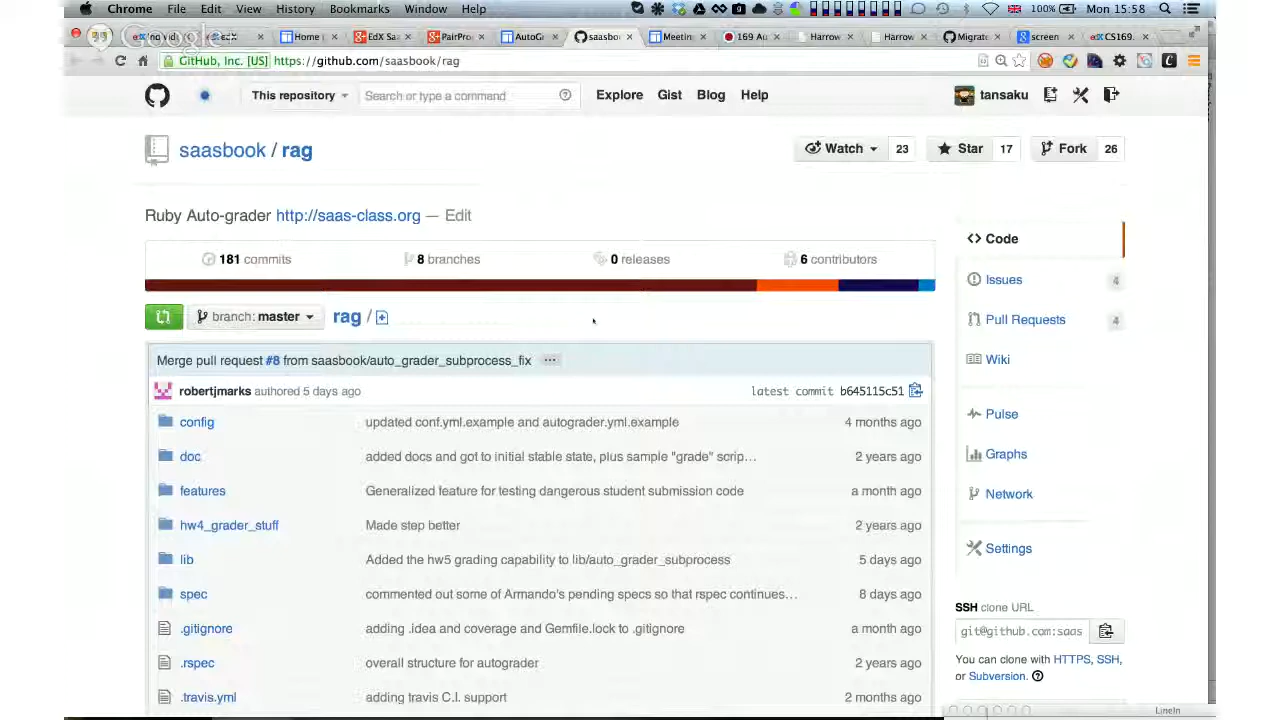 Chrome File Edit View History Bookmarks Window Help 100% Mon 15:58
Home EdX Sa PairPro AutoG saasbo Meetin 169 Au Harrow Harrow Migrat screen CS169.
GitHub, Inc. [US] https://github.com/saasbook/rag
Google
This repository Search or type a command Explore Gist Blog Help tansaku
saasbook / rag Watch 23 Star 17 Fork 26
Ruby Auto-grader http://saas-class.org — Edit
181 commits 8 branches 0 releases 6 contributors
branch: master rag /
Merge pull request #8 from saasbook/auto_grader_subprocess_fix ...
robertjmarks authored 5 days ago latest commit b645115c51
config updated conf.yml.example and autograder.yml.example 4 months ago
doc added docs and got to initial stable state, plus sample "grade" scrip… 2 years ago
features Generalized feature for testing dangerous student submission code a month ago
hw4_grader_stuff Made step better 2 years ago
lib Added the hw5 grading capability to lib/auto_grader_subprocess 5 days ago
spec commented out some of Armando's pending specs so that rspec continues… 8 days ago
.gitignore adding .idea and coverage and Gemfile.lock to .gitignore a month ago
.rspec overall structure for autograder 2 years ago
.travis.yml adding travis C.I. support 2 months ago
Code
Issues 4
Pull Requests 4
Wiki
Pulse
Graphs
Network
Settings
SSH clone URL
git@github.com:saas
You can clone with HTTPS, SSH,
or Subversion.
LineIn